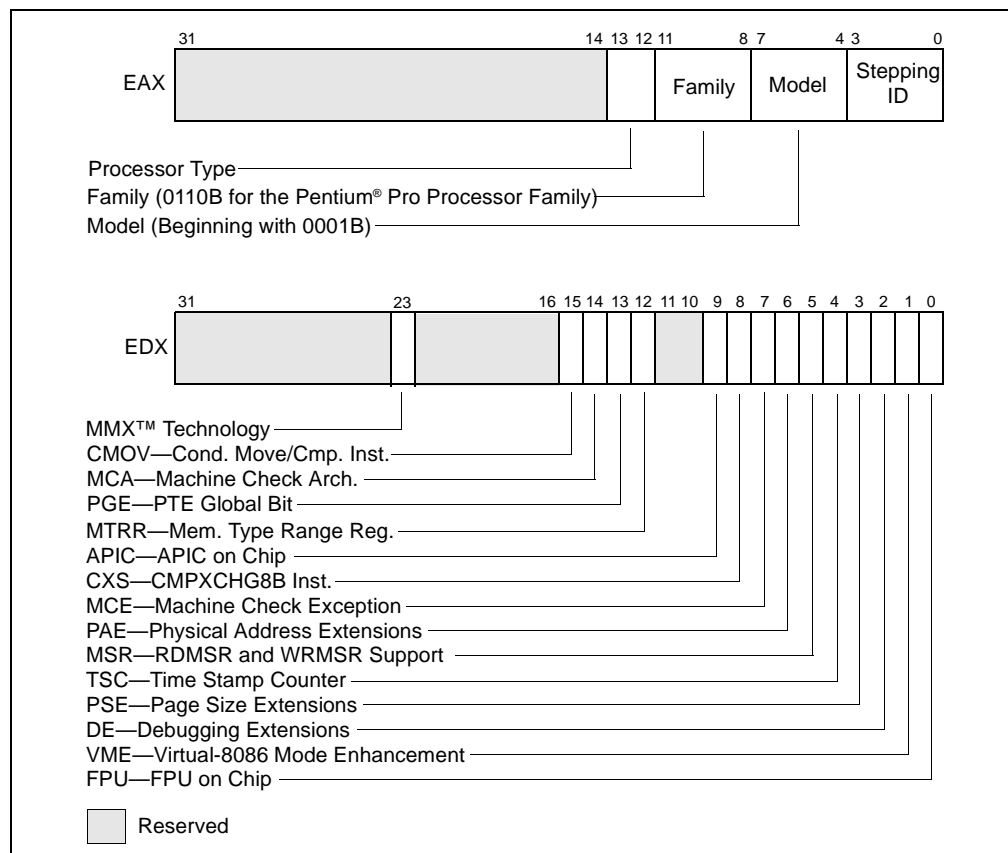 31 14 13 12 11 8 7 4 3 0
EAX Family Model Stepping ID
Processor Type
Family (0110B for the Pentium® Pro Processor Family)
Model (Beginning with 0001B)
31 23 16 15 14 13 12 11 10 9 8 7 6 5 4 3 2 1 0
EDX
MMX™ Technology
CMOV—Cond. Move/Cmp. Inst.
MCA—Machine Check Arch.
PGE—PTE Global Bit
MTRR—Mem. Type Range Reg.
APIC—APIC on Chip
CXS—CMPXCHG8B Inst.
MCE—Machine Check Exception
PAE—Physical Address Extensions
MSR—RDMSR and WRMSR Support
TSC—Time Stamp Counter
PSE—Page Size Extensions
DE—Debugging Extensions
VME—Virtual-8086 Mode Enhancement
FPU—FPU on Chip
Reserved